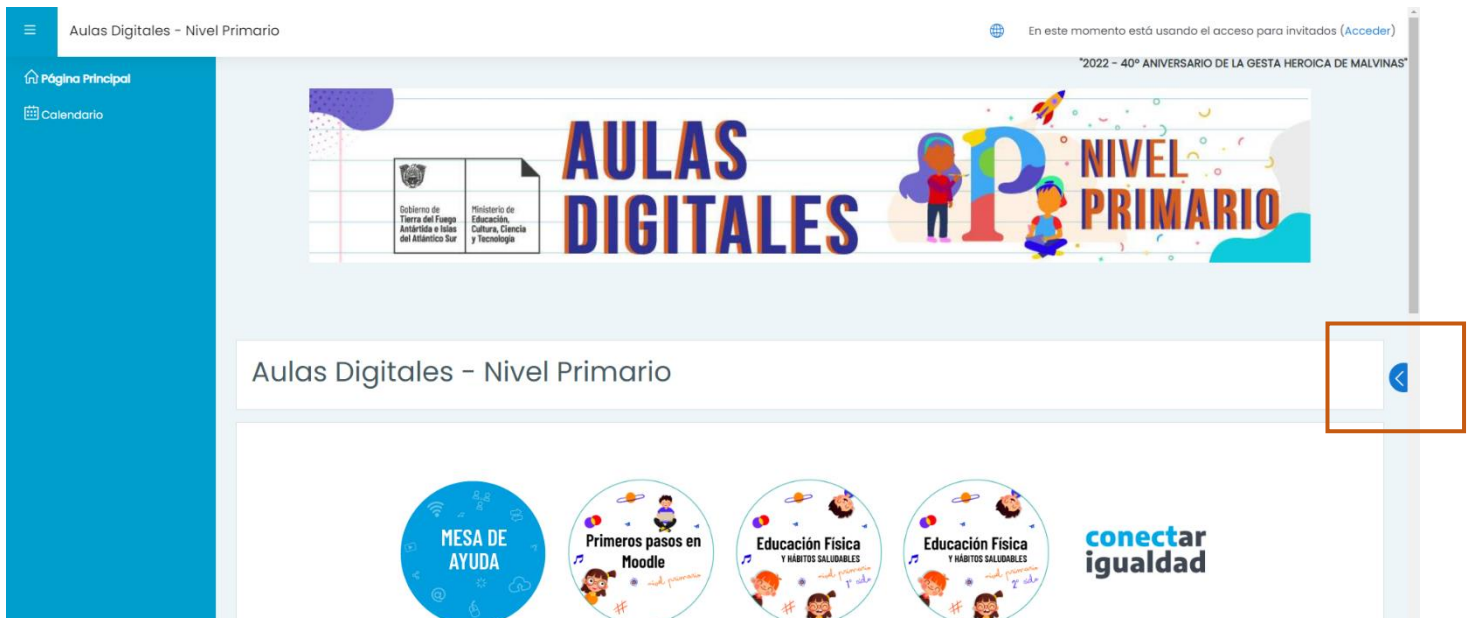 Aulas Digitales - Nivel Primario
En este momento está usando el acceso para invitados (Acceder)
Página Principal
Calendario
"2022 - 40º ANIVERSARIO DE LA GESTA HEROICA DE MALVINAS"
Gobierno de
Tierra del Fuego
Antártida e Islas
del Atlántico Sur
Ministerio de
Educación,
Cultura, Ciencia
y Tecnología
AULAS
DIGITALES
P
NIVEL
PRIMARIO
Aulas Digitales - Nivel Primario
MESA DE
AYUDA
Primeros pasos en
Moodle
nivel primario
Educación Física
Y HÁBITOS SALUDABLES
nivel primario
1º ciclo
Educación Física
Y HÁBITOS SALUDABLES
nivel primario
2º ciclo
conectar
igualdad